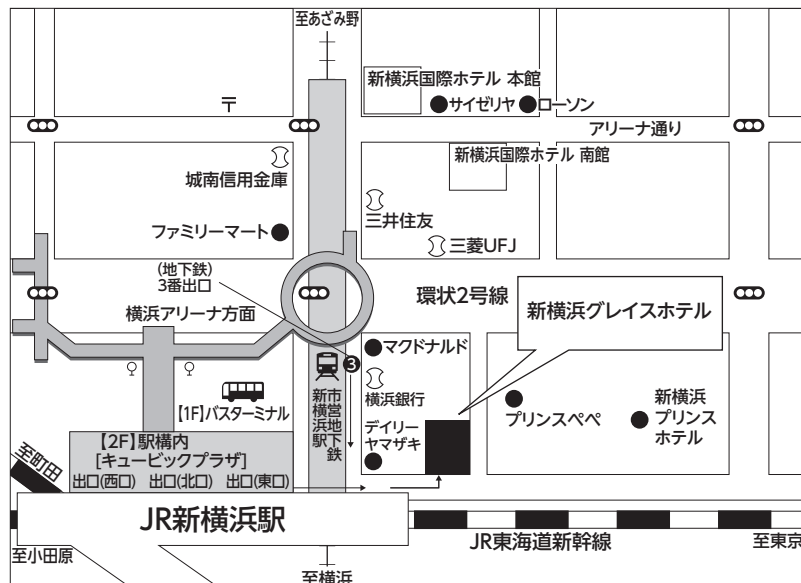 至あざみ野
新横浜国際ホテル 本館
〒
サイゼリヤ
ローソン
アリーナ通り
新横浜国際ホテル 南館
城南信用金庫
三井住友
ファミリーマート
三菱UFJ
(地下鉄)
3番出口
環状2号線
新横浜グレイスホテル
横浜アリーナ方面
マクドナルド
3
横浜銀行
【1F】バスターミナル
市営地下鉄
新横浜駅
プリンスペペ
新横浜
プリンス
ホテル
デイリー
ヤマザキ
【2F】駅構内
[キュービックプラザ]
出口(西口) 出口(北口) 出口(東口)
至町田
JR新横浜駅
至小田原
JR東海道新幹線
至東京
至横浜